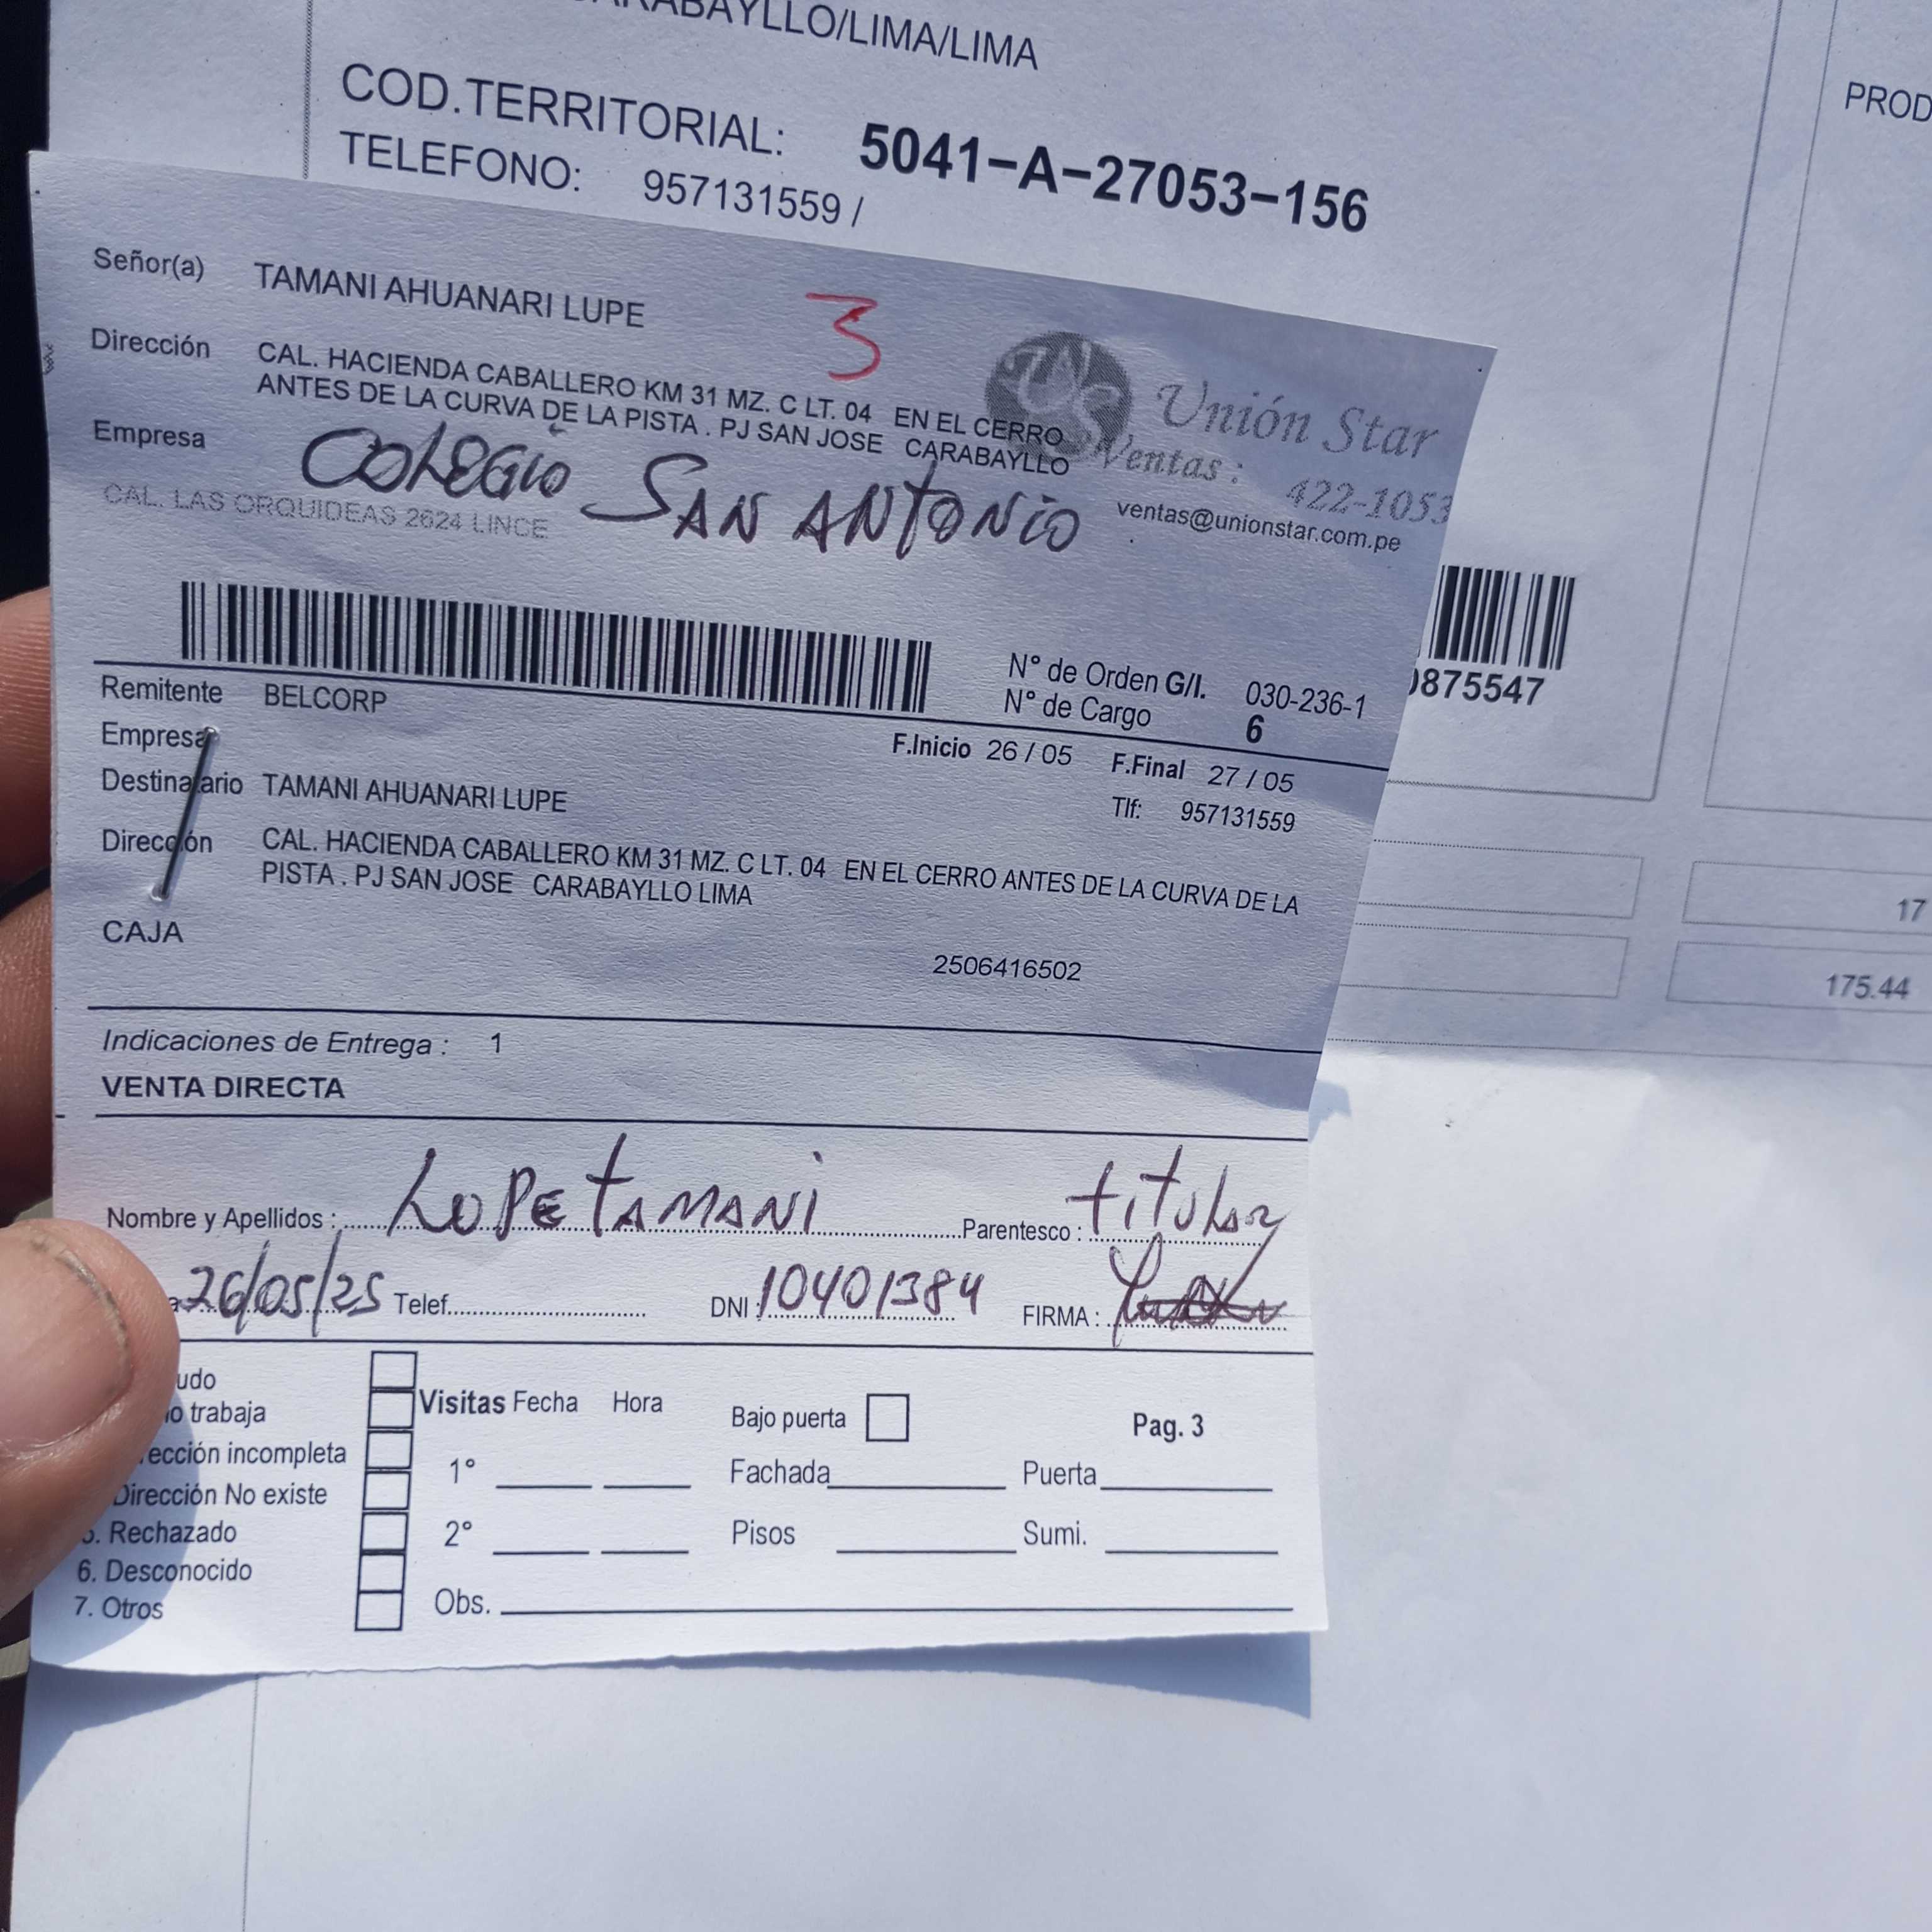 CARABAYLLO/LIMA/LIMA
COD.TERRITORIAL: 5041-A-27053-156
TELEFONO: 957131559 /
PROD
Señor(a) TAMANI AHUANARI LUPE
3
Dirección CAL. HACIENDA CABALLERO KM 31 MZ. C LT. 04 EN EL CERRO
ANTES DE LA CURVA DE LA PISTA . PJ SAN JOSE CARABAYLLO
Unión Star
Ventas : 422-1053
ventas@unionstar.com.pe
Empresa
COLEGIO SAN ANTONIO
CAL. LAS ORQUIDEAS 2624 LINCE
N° de Orden G/I. 030-236-1
N° de Cargo 6
875547
Remitente BELCORP
Empresa
F.Inicio 26 / 05 F.Final 27 / 05
Destinatario TAMANI AHUANARI LUPE
Tlf: 957131559
Dirección CAL. HACIENDA CABALLERO KM 31 MZ. C LT. 04 EN EL CERRO ANTES DE LA CURVA DE LA
PISTA . PJ SAN JOSE CARABAYLLO LIMA
17
CAJA
2506416502
175.44
Indicaciones de Entrega : 1
VENTA DIRECTA
Nombre y Apellidos : LUPE TAMANI Parentesco : titular
26/05/25 Telef. DNI : 10401384 FIRMA :
udo
o trabaja
ección incompleta
Dirección No existe
5. Rechazado
6. Desconocido
7. Otros
Visitas Fecha Hora
1°
2°
Obs.
Bajo puerta
Pag. 3
Fachada Puerta
Pisos Sumi.